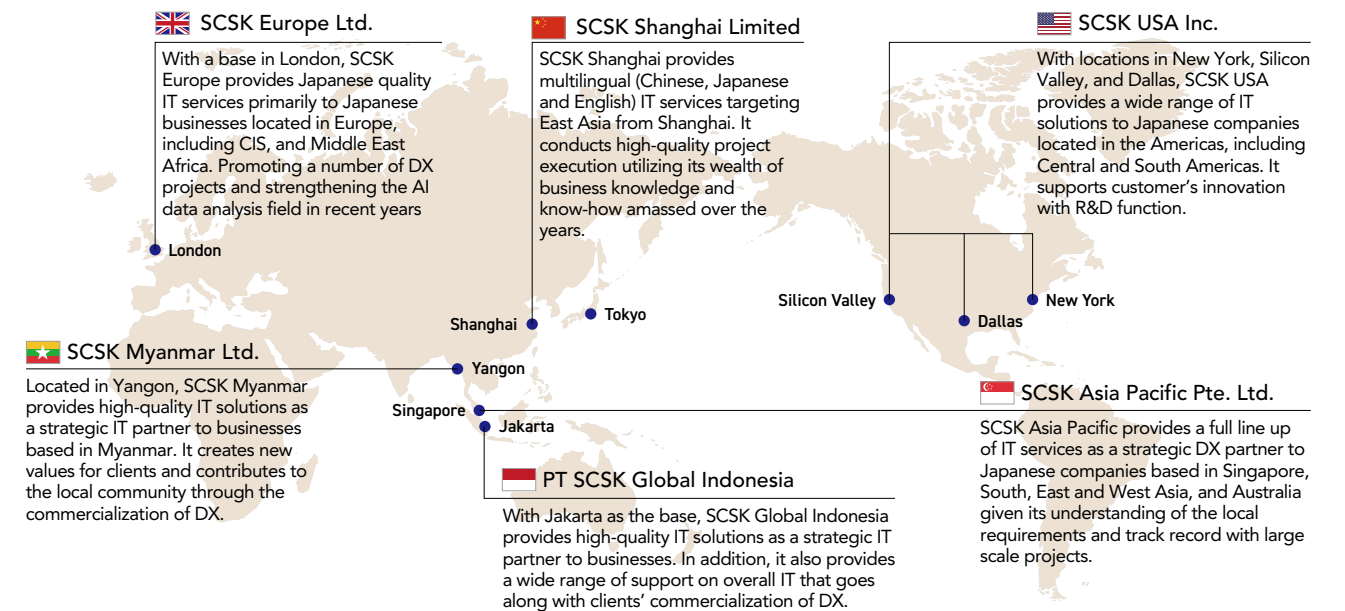 SCSK Europe Ltd.
With a base in London, SCSK
Europe provides Japanese quality
IT services primarily to Japanese
businesses located in Europe,
including CIS, and Middle East
Africa. Promoting a number of DX
projects and strengthening the AI
data analysis field in recent years
SCSK Shanghai Limited
SCSK Shanghai provides
multilingual (Chinese, Japanese
and English) IT services targeting
East Asia from Shanghai. It
conducts high-quality project
execution utilizing its wealth of
business knowledge and
know-how amassed over the
years.
SCSK USA Inc.
With locations in New York, Silicon
Valley, and Dallas, SCSK USA
provides a wide range of IT
solutions to Japanese companies
located in the Americas, including
Central and South Americas. It
supports customer’s innovation
with R&D function.
London
Silicon Valley
New York
Tokyo
Shanghai
Dallas
SCSK Myanmar Ltd.
Located in Yangon, SCSK Myanmar
provides high-quality IT solutions as
a strategic IT partner to businesses
based in Myanmar. It creates new
values for clients and contributes to
the local community through the
commercialization of DX.
Yangon
Singapore
Jakarta
PT SCSK Global Indonesia
With Jakarta as the base, SCSK Global Indonesia
provides high-quality IT solutions as a strategic IT
partner to businesses. In addition, it also provides
a wide range of support on overall IT that goes
along with clients’ commercialization of DX.
SCSK Asia Pacific Pte. Ltd.
SCSK Asia Pacific provides a full line up
of IT services as a strategic DX partner to
Japanese companies based in Singapore,
South, East and West Asia, and Australia
given its understanding of the local
requirements and track record with large
scale projects.